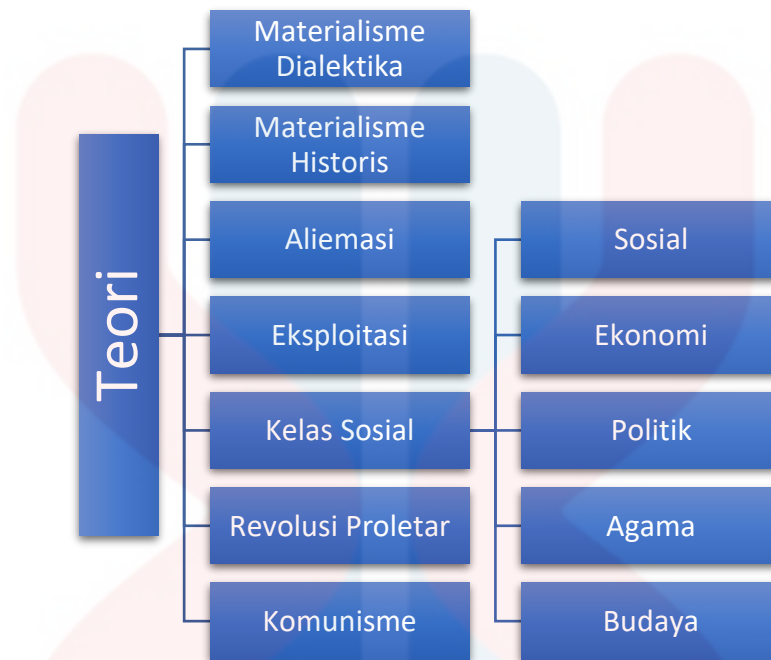 Teori
Materialisme
Dialektika
Materialisme
Historis
Aliemasi
Eksploitasi
Kelas Sosial
Revolusi Proletar
Komunisme
Sosial
Ekonomi
Politik
Agama
Budaya